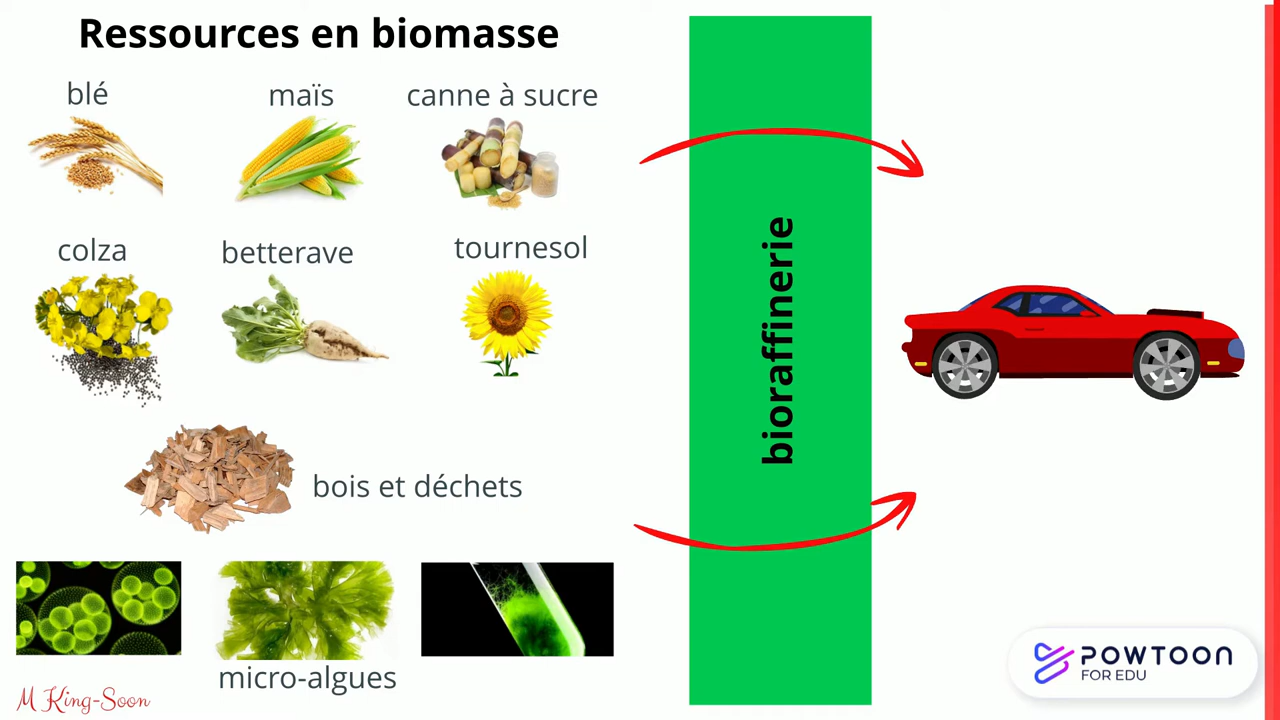 Ressources en biomasse
blé
maïs
canne à sucre
colza
betterave
tournesol
bois et déchets
micro-algues
bioraffinerie
M King-Soon
POWTOON
FOR EDU